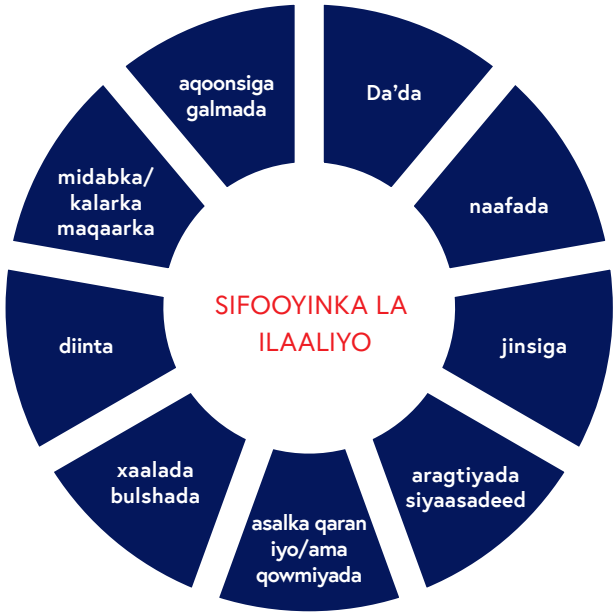 SIFOOYINKA LA
ILAALIYO
Da’da
naafada
jinsiga
aragtiyada
siyaasadeed
asalka qaran
iyo/ama
qowmiyada
xaalada
bulshada
diinta
midabka/
kalarka
maqaarka
aqoonsiga
galmada